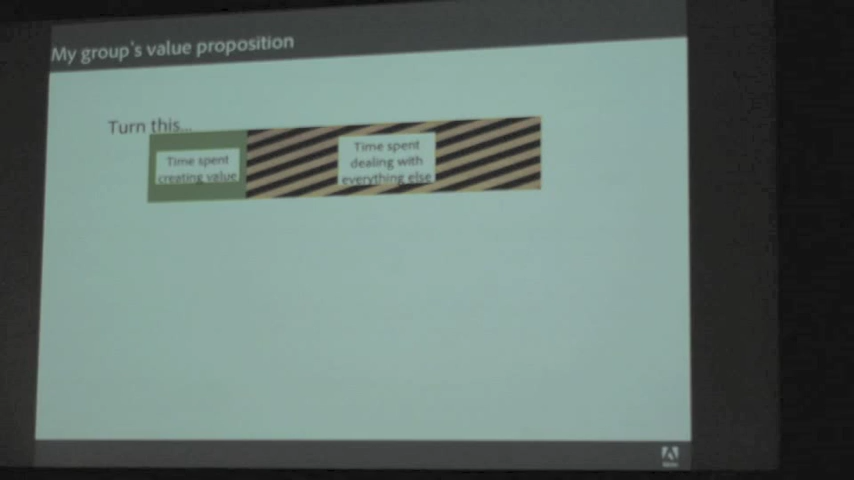 My group's value proposition
Turn this...
Time spent
creating value
Time spent
dealing with
everything else